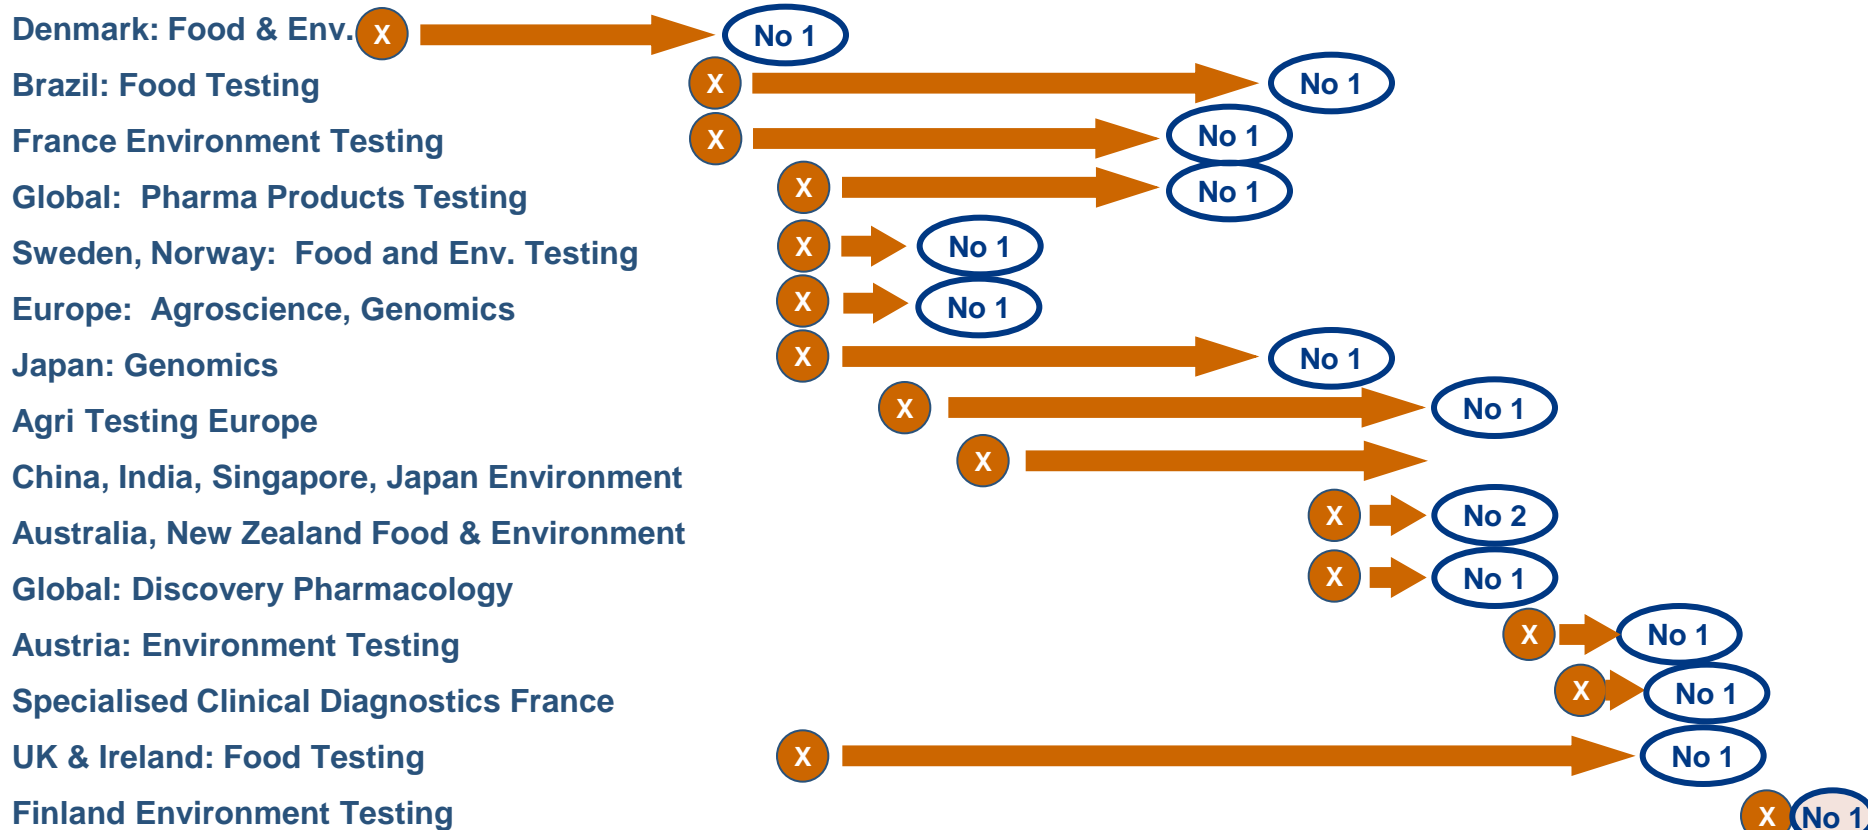 Denmark: Food & Env. X No 1
Brazil: Food Testing X No 1
France Environment Testing X No 1
Global: Pharma Products Testing X No 1
Sweden, Norway: Food and Env. Testing X No 1
Europe: Agroscience, Genomics X No 1
Japan: Genomics X No 1
Agri Testing Europe X No 1
China, India, Singapore, Japan Environment X
Australia, New Zealand Food & Environment X No 2
Global: Discovery Pharmacology X No 1
Austria: Environment Testing X No 1
Specialised Clinical Diagnostics France X No 1
UK & Ireland: Food Testing X No 1
Finland Environment Testing X No 1